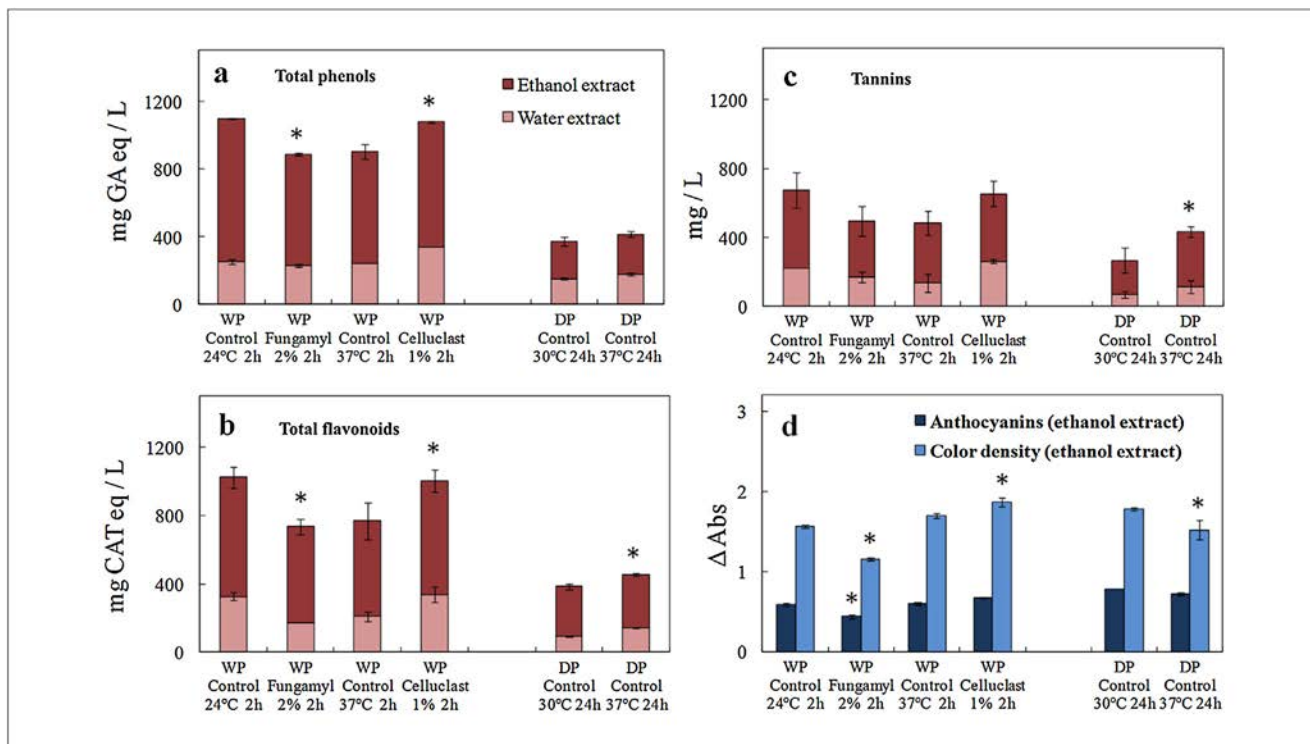 a Total phenols
Ethanol extract
Water extract
mg GA eq / L
1200
800
400
0
*
*
WP WP WP WP DP DP
Control Fungamyl Control Celluclast Control Control
24ºC 2h 2% 2h 37ºC 2h 1% 2h 30ºC 24h 37ºC 24h
c Tannins
mg / L
1200
800
400
0
*
WP WP WP WP DP DP
Control Fungamyl Control Celluclast Control Control
24ºC 2h 2% 2h 37ºC 2h 1% 2h 30ºC 24h 37ºC 24h
b Total flavonoids
mg CAT eq / L
1200
800
400
0
*
*
*
WP WP WP WP DP DP
Control Fungamyl Control Celluclast Control Control
24ºC 2h 2% 2h 37ºC 2h 1% 2h 30ºC 24h 37ºC 24h
d
Anthocyanins (ethanol extract)
Color density (ethanol extract)
Δ Abs
3
2
1
0
*
*
*
*
WP WP WP WP DP DP
Control Fungamyl Control Celluclast Control Control
24ºC 2h 2% 2h 37ºC 2h 1% 2h 30ºC 24h 37ºC 24h